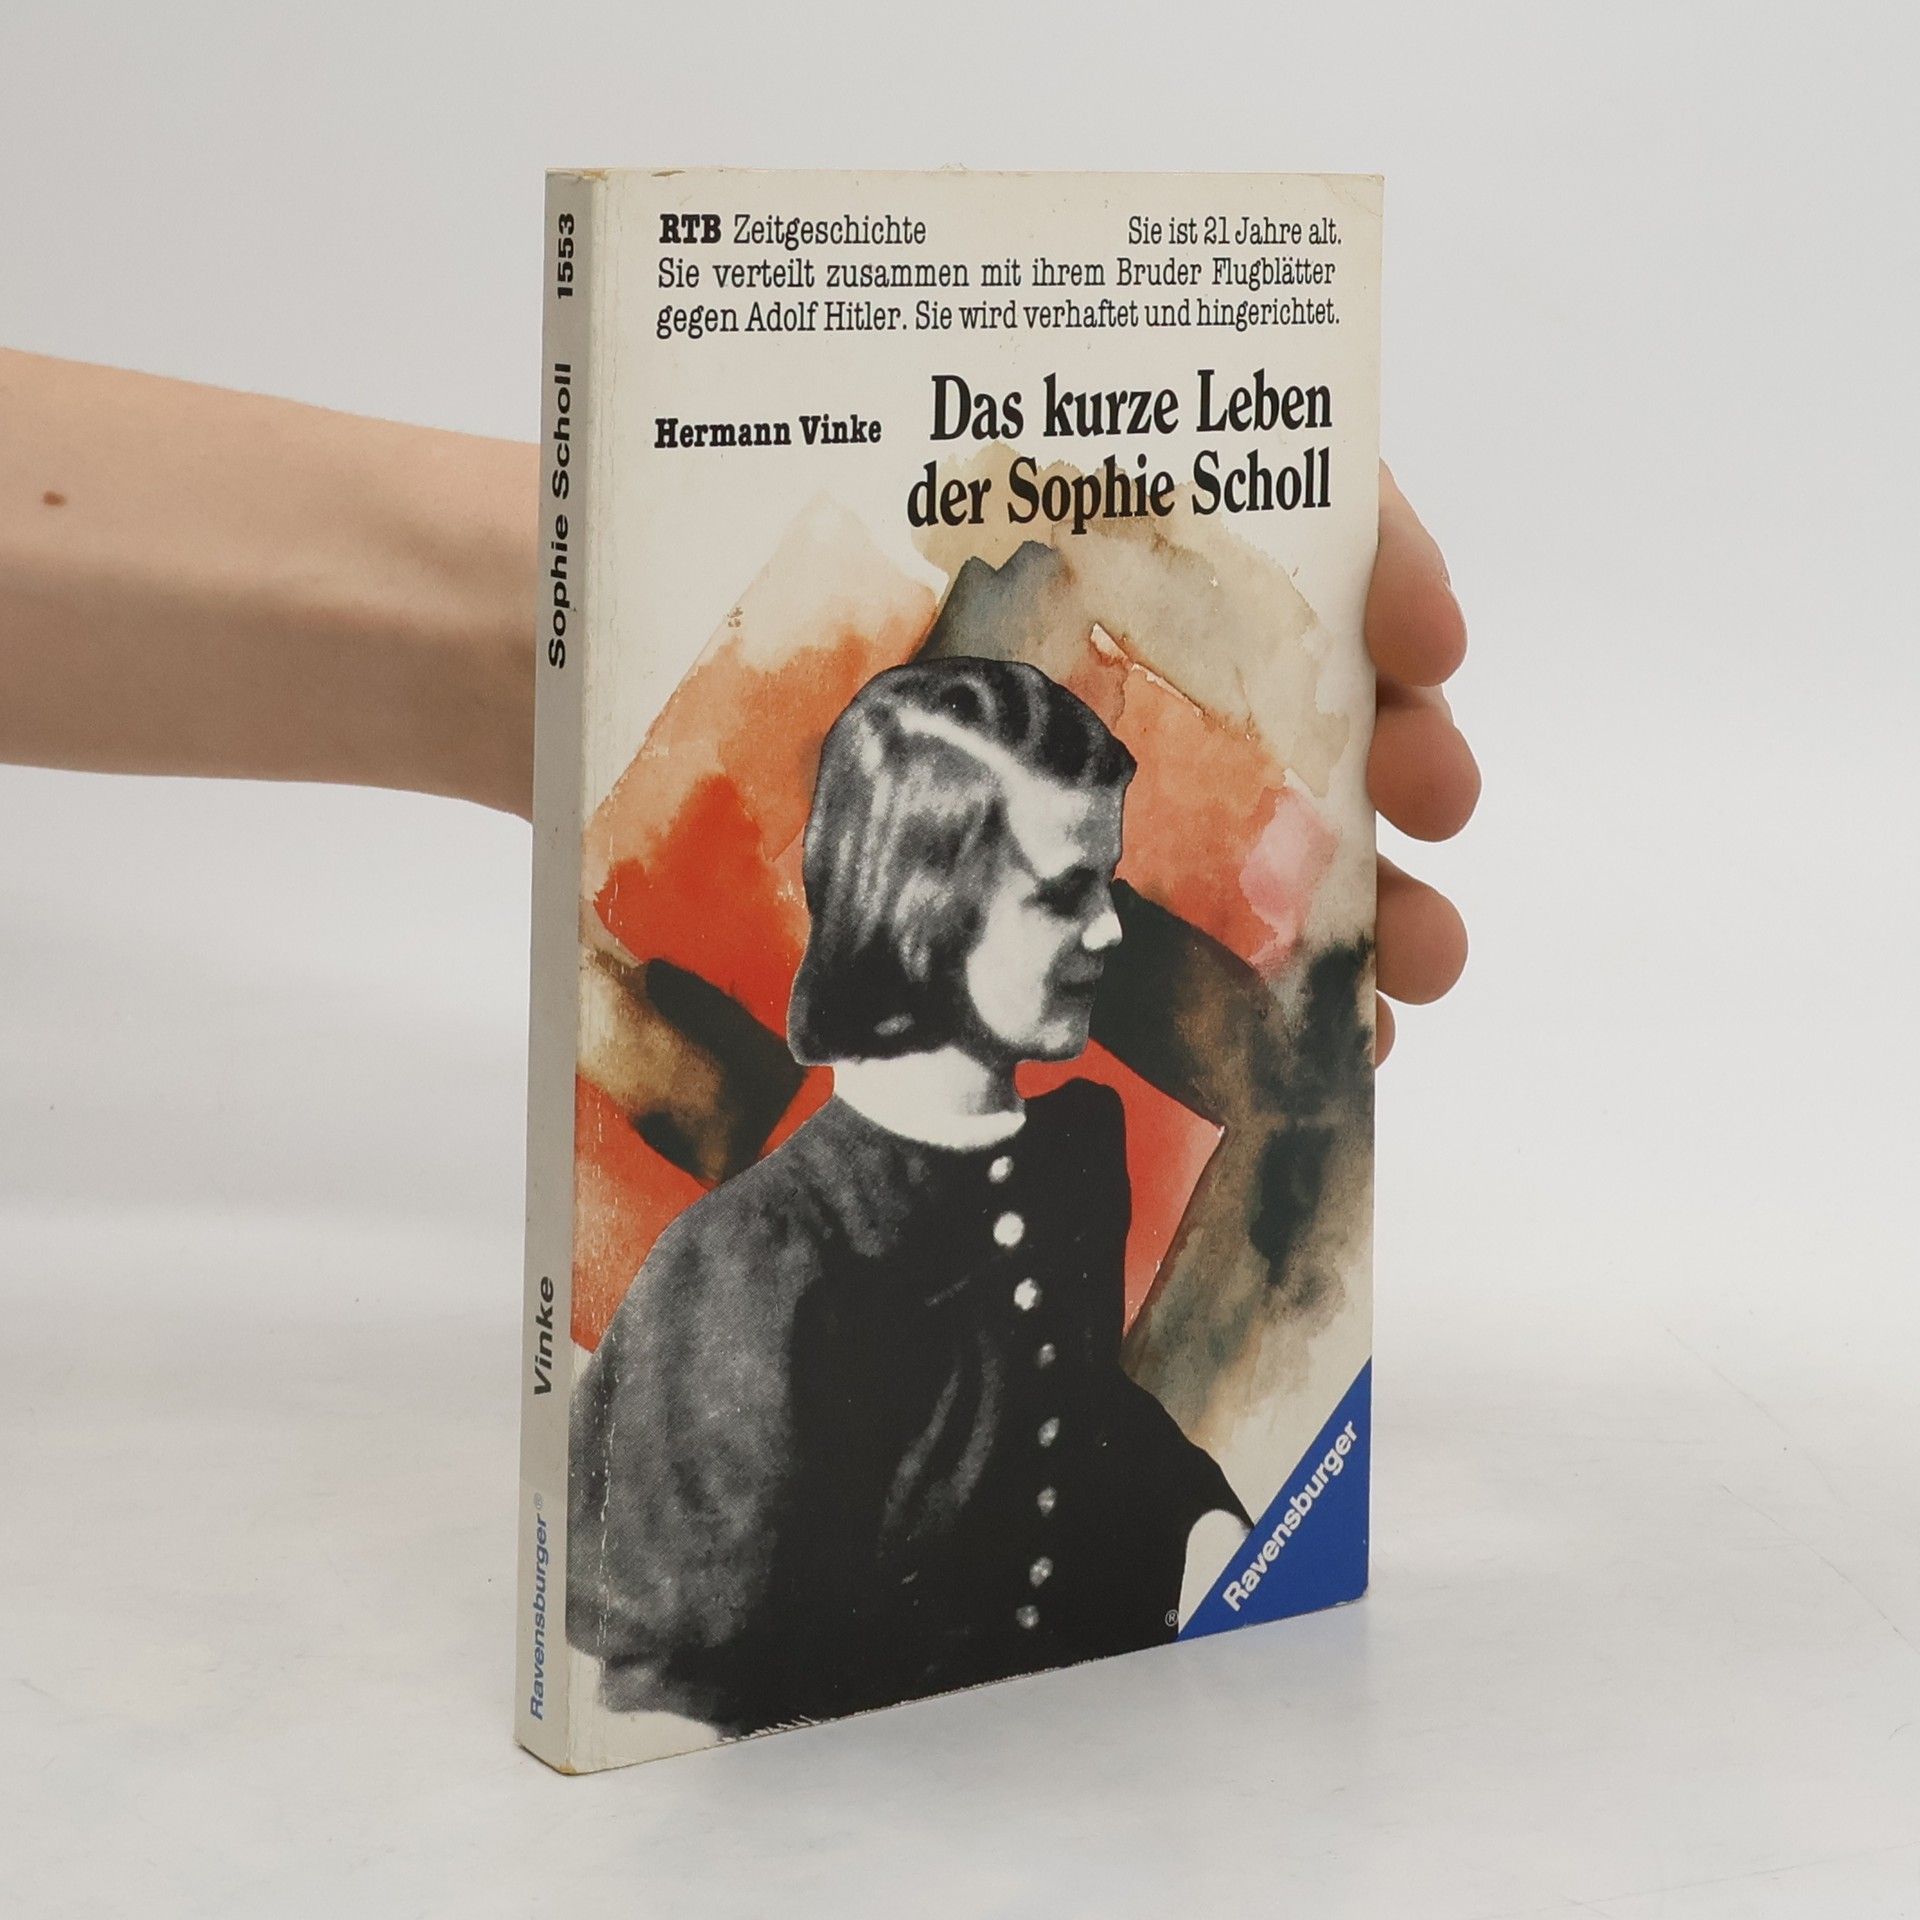 RTB Zeitgeschichte Sie ist 21 Jahre alt.
Sie verteilt zusammen mit ihrem Bruder Flugblätter
gegen Adolf Hitler. Sie wird verhaftet und hingerichtet.
Hermann Vinke
Das kurze Leben
der Sophie Scholl
Ravensburger
®
Ravensburger® Vinke Sophie Scholl 1553